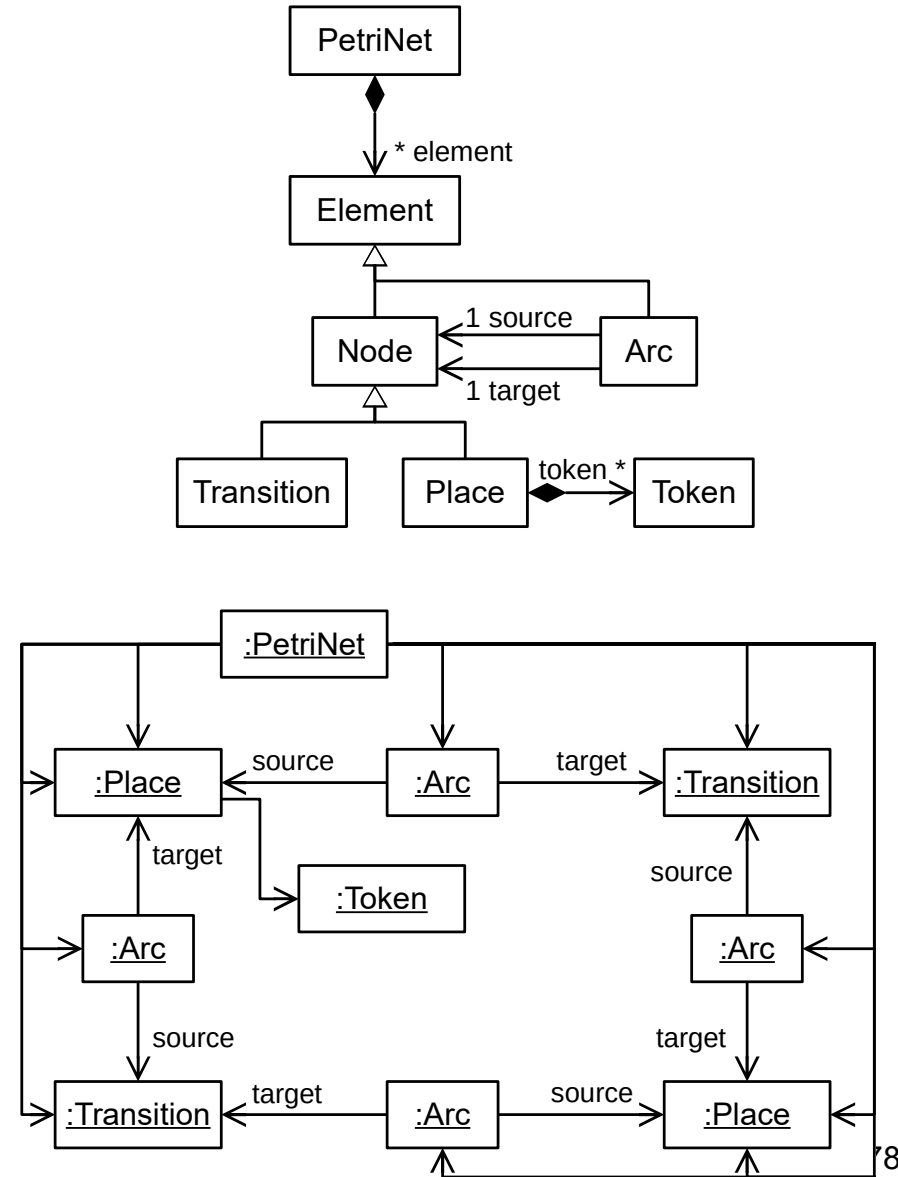 PetriNet
* element
Element
1 source
Node
Arc
1 target
token *
Transition
Place
Token
:PetriNet
source
target
:Place
:Arc
:Transition
target
source
:Token
:Arc
:Arc
source
target
target
source
:Transition
:Arc
:Place
78